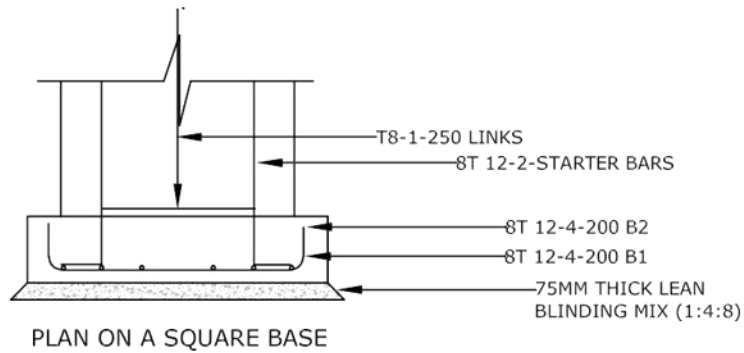 T8-1-250 LINKS
8T 12-2-STARTER BARS
8T 12-4-200 B2
8T 12-4-200 B1
75MM THICK LEAN
BLINDING MIX (1:4:8)
PLAN ON A SQUARE BASE